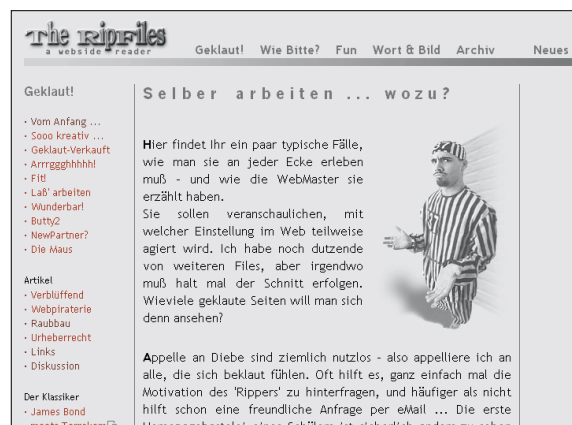 The RipFiles
a webside reader
Geklaut! Wie Bitte? Fun Wort & Bild Archiv Neues
Geklaut!
· Vom Anfang ...
· Sooo kreativ ...
· Geklaut-Verkauft
· Arrrggghhhhh!
· Fit!
· Laß' arbeiten
· Wunderbar!
· Butty2
· NewPartner?
· Die Maus
Artikel
· Verblüffend
· Webpiraterie
· Raubbau
· Urheberrecht
· Links
· Diskussion
Der Klassiker
· James Bond
Selber arbeiten ... wozu?
Hier findet Ihr ein paar typische Fälle,
wie man sie an jeder Ecke erleben
muß - und wie die WebMaster sie
erzählt haben.
Sie sollen veranschaulichen, mit
welcher Einstellung im Web teilweise
agiert wird. Ich habe noch dutzende
von weiteren Files, aber irgendwo
muß halt mal der Schnitt erfolgen.
Wieviele geklaute Seiten will man sich
denn ansehen?
Appelle an Diebe sind ziemlich nutzlos - also appelliere ich an
alle, die sich beklaut fühlen. Oft hilft es, ganz einfach mal die
Motivation des 'Rippers' zu hinterfragen, und häufiger als nicht
hilft schon eine freundliche Anfrage per eMail ... Die erste